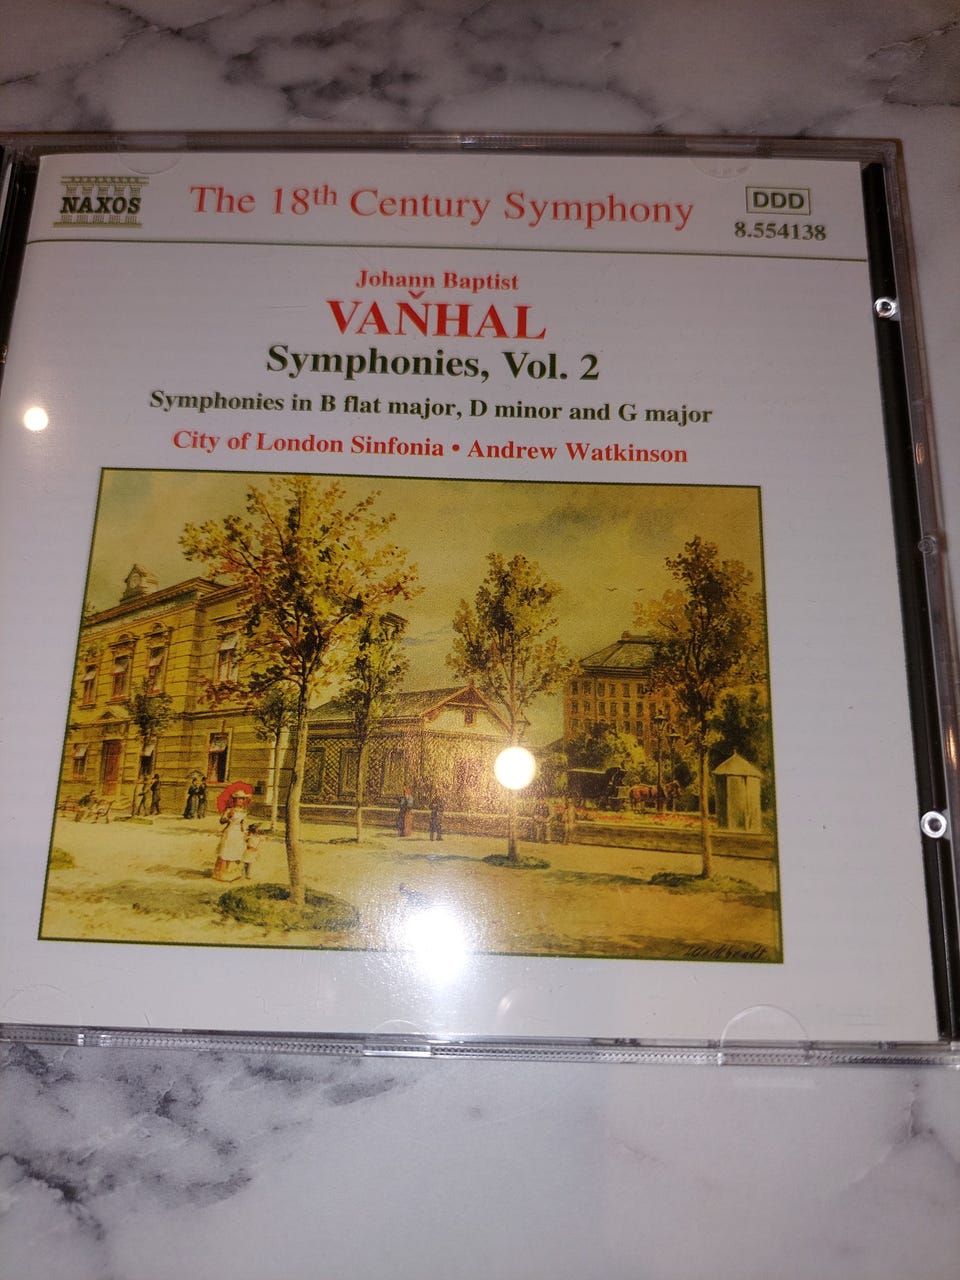 NAXOS
The 18th Century Symphony
DDD
8.554138
Johann Baptist
VAŇHAL
Symphonies, Vol. 2
Symphonies in B flat major, D minor and G major
City of London Sinfonia • Andrew Watkinson